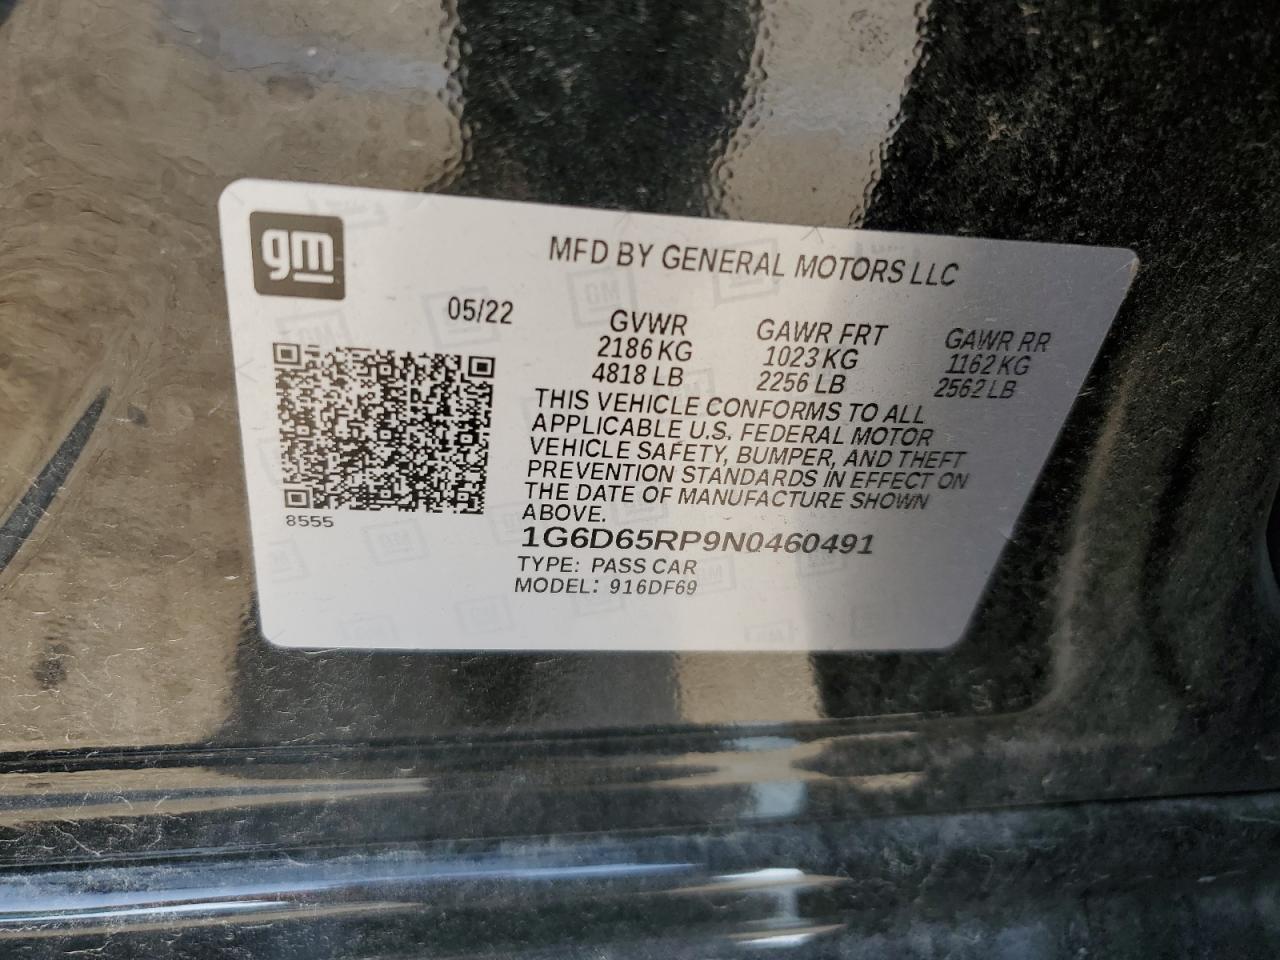 gm
MFD BY GENERAL MOTORS LLC
05/22
GVWR GAWR FRT GAWR RR
2186 KG 1023 KG 1162 KG
4818 LB 2256 LB 2562 LB
THIS VEHICLE CONFORMS TO ALL
APPLICABLE U.S. FEDERAL MOTOR
VEHICLE SAFETY, BUMPER, AND THEFT
PREVENTION STANDARDS IN EFFECT ON
THE DATE OF MANUFACTURE SHOWN
ABOVE.
8555
1G6D65RP9N0460491
TYPE: PASS CAR
MODEL: 916DF69